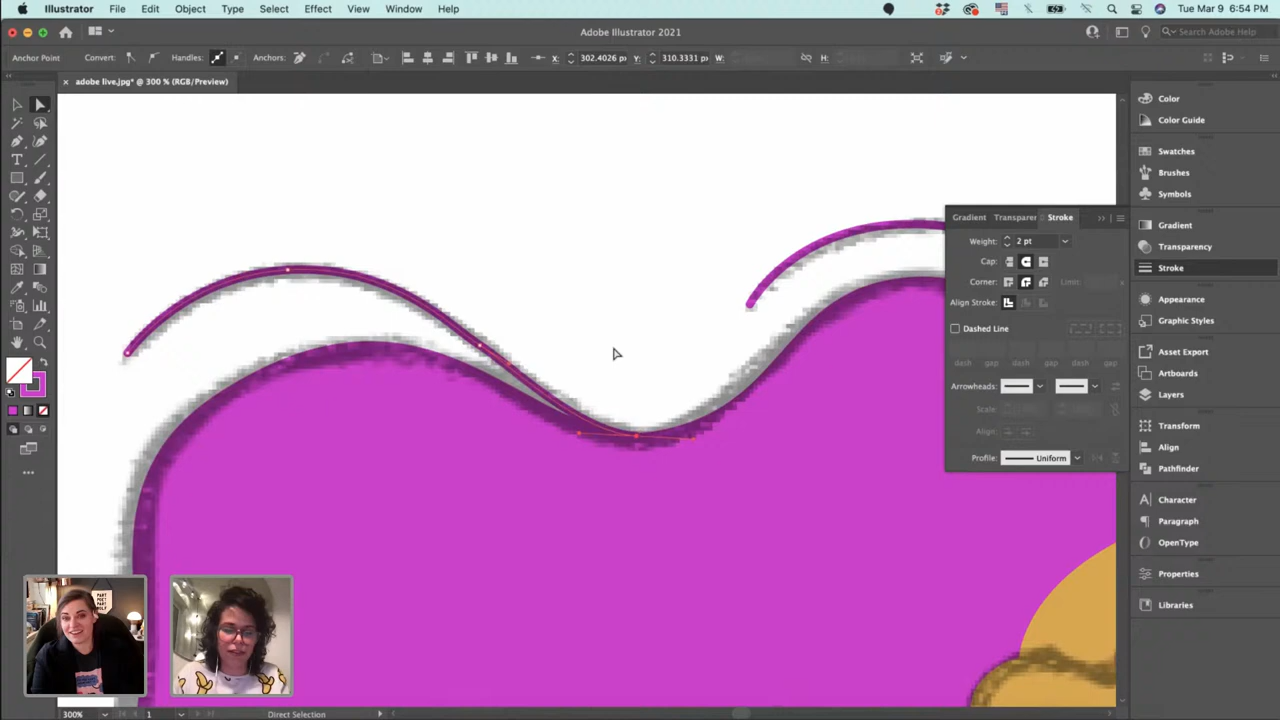 Illustrator File Edit Object Type Select Effect View Window Help Tue Mar 9 6:54 PM
Adobe Illustrator 2021 Search Adobe Help
Anchor Point Convert: Handles: Anchors: X: 302.4026 px Y: 310.3331 px W: H:
× adobe live.jpg* @ 300 % (RGB/Preview)
Color
Color Guide
Swatches
Brushes
Symbols
Gradient
Transparency
Stroke
Appearance
Graphic Styles
Asset Export
Artboards
Layers
Transform
Align
Pathfinder
Character
Paragraph
OpenType
Properties
Libraries
Gradient Transparer Stroke
Weight: 2 pt
Cap:
Corner: Limit:
Align Stroke:
Dashed Line
dash gap dash gap dash gap
Arrowheads:
Scale:
Align:
Profile: Uniform
300% 1 Direct Selection